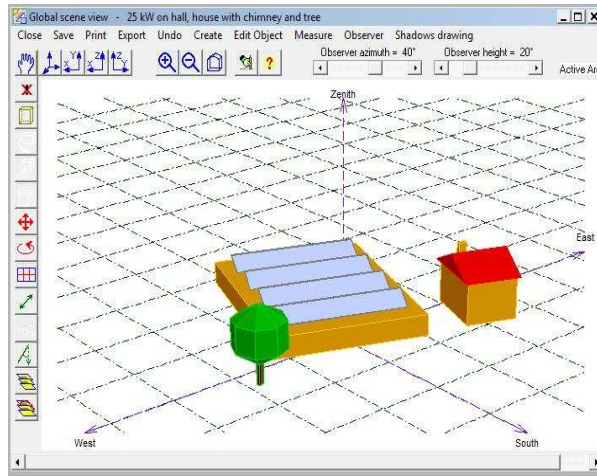 Global scene view - 25 kW on hall, house with chimney and tree
Close Save Print Export Undo Create Edit Object Measure Observer Shadows drawing
Observer azimuth = 40° Observer height = 20°
Active Are
Zenith
East
West
South